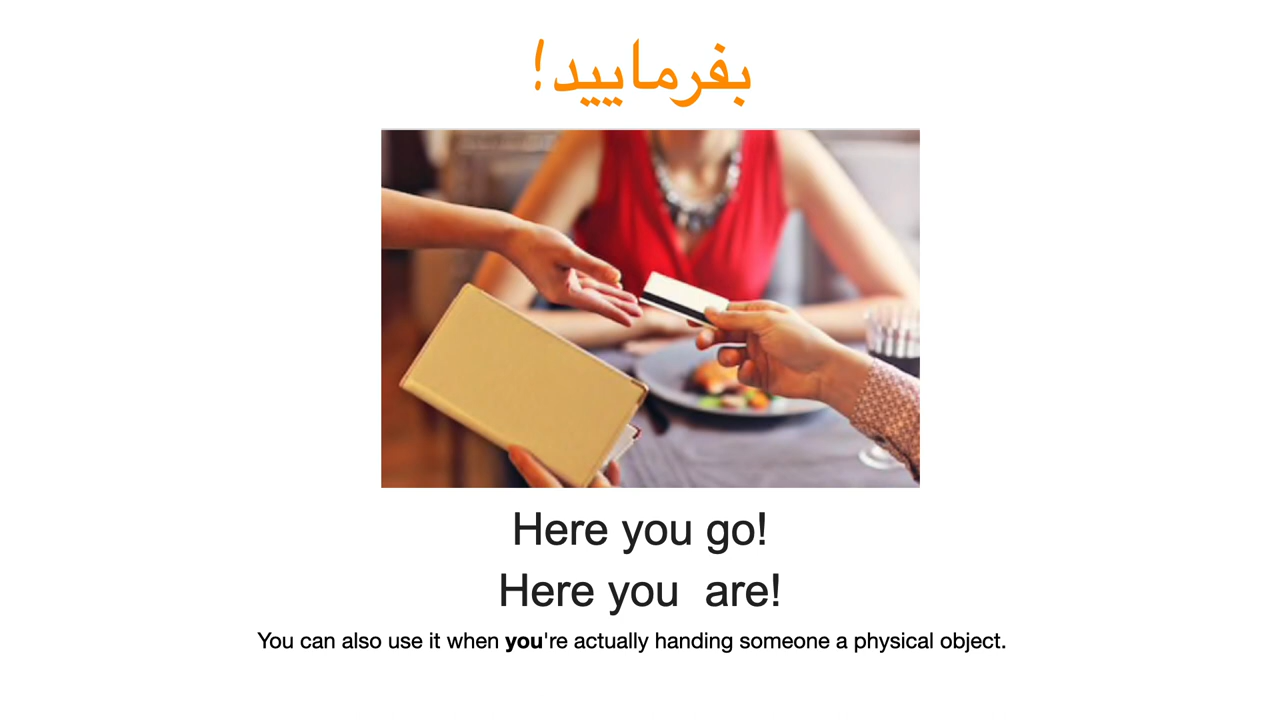 بفرمایید!
Here you go!
Here you  are!
You can also use it when you're actually handing someone a physical object.